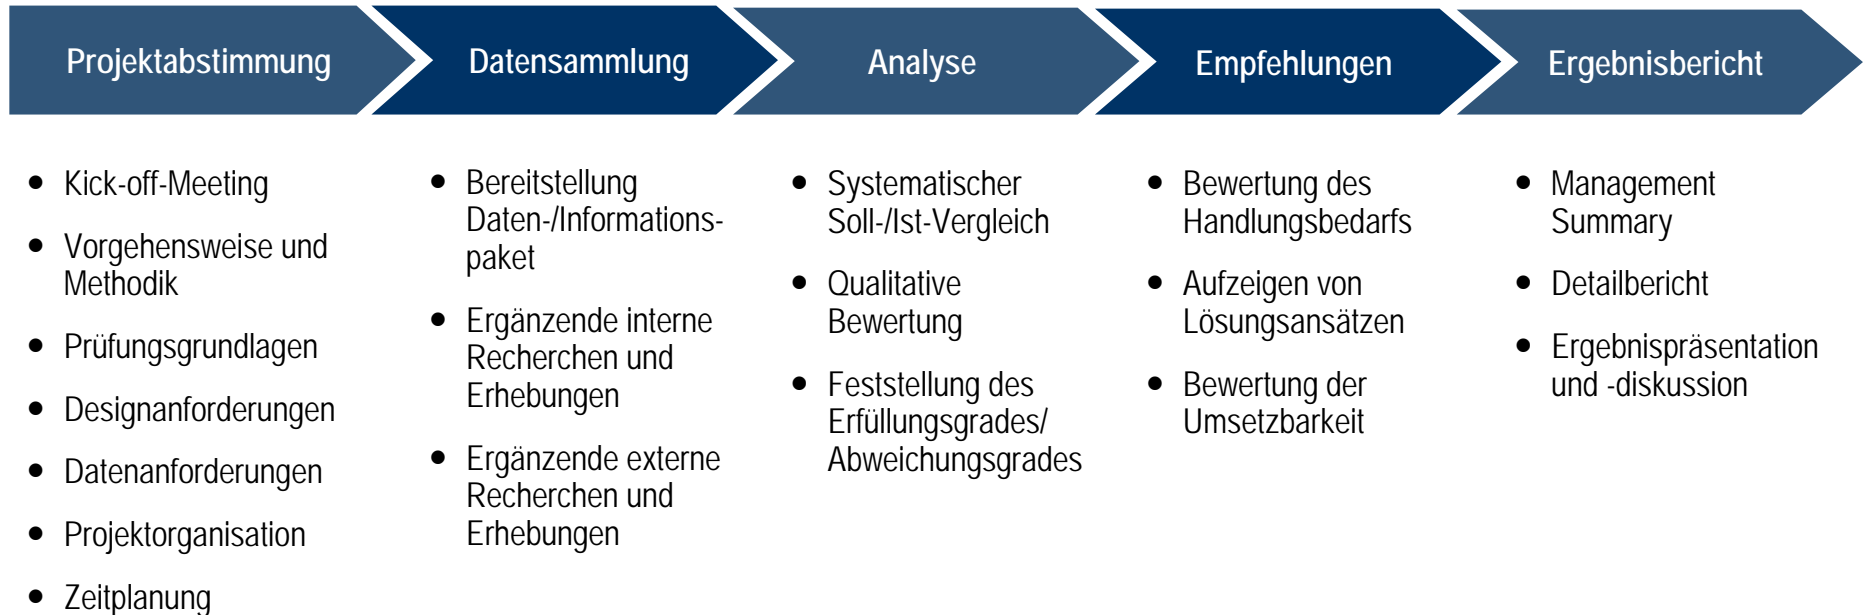 Projektabstimmung
Datensammlung
Analyse
Empfehlungen
Ergebnisbericht
• Kick-off-Meeting
• Vorgehensweise und
Methodik
• Prüfungsgrundlagen
• Designanforderungen
• Datenanforderungen
• Projektorganisation
• Zeitplanung
• Bereitstellung
Daten-/Informations-
paket
• Ergänzende interne
Recherchen und
Erhebungen
• Ergänzende externe
Recherchen und
Erhebungen
• Systematischer
Soll-/Ist-Vergleich
• Qualitative
Bewertung
• Feststellung des
Erfüllungsgrades/
Abweichungsgrades
• Bewertung des
Handlungsbedarfs
• Aufzeigen von
Lösungsansätzen
• Bewertung der
Umsetzbarkeit
• Management
Summary
• Detailbericht
• Ergebnispräsentation
und -diskussion